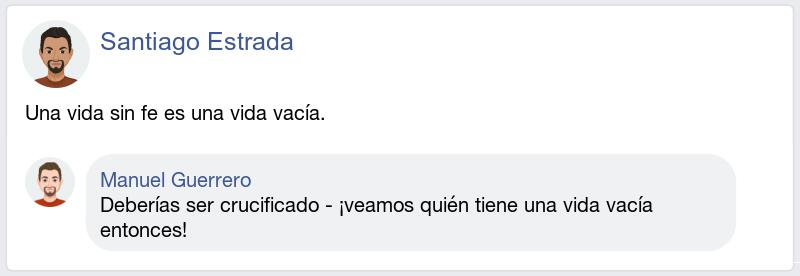 Santiago Estrada
Una vida sin fe es una vida vacía.
Manuel Guerrero
Deberías ser crucificado - ¡veamos quién tiene una vida vacía
entonces!